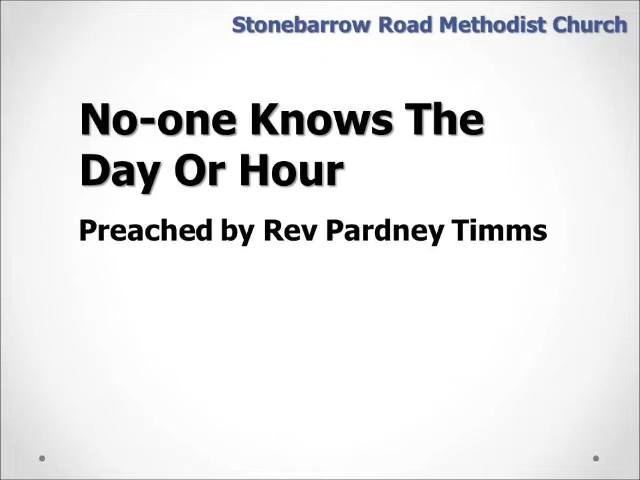 Stonebarrow Road Methodist Church
No-one Knows The
Day Or Hour
Preached by Rev Pardney Timms